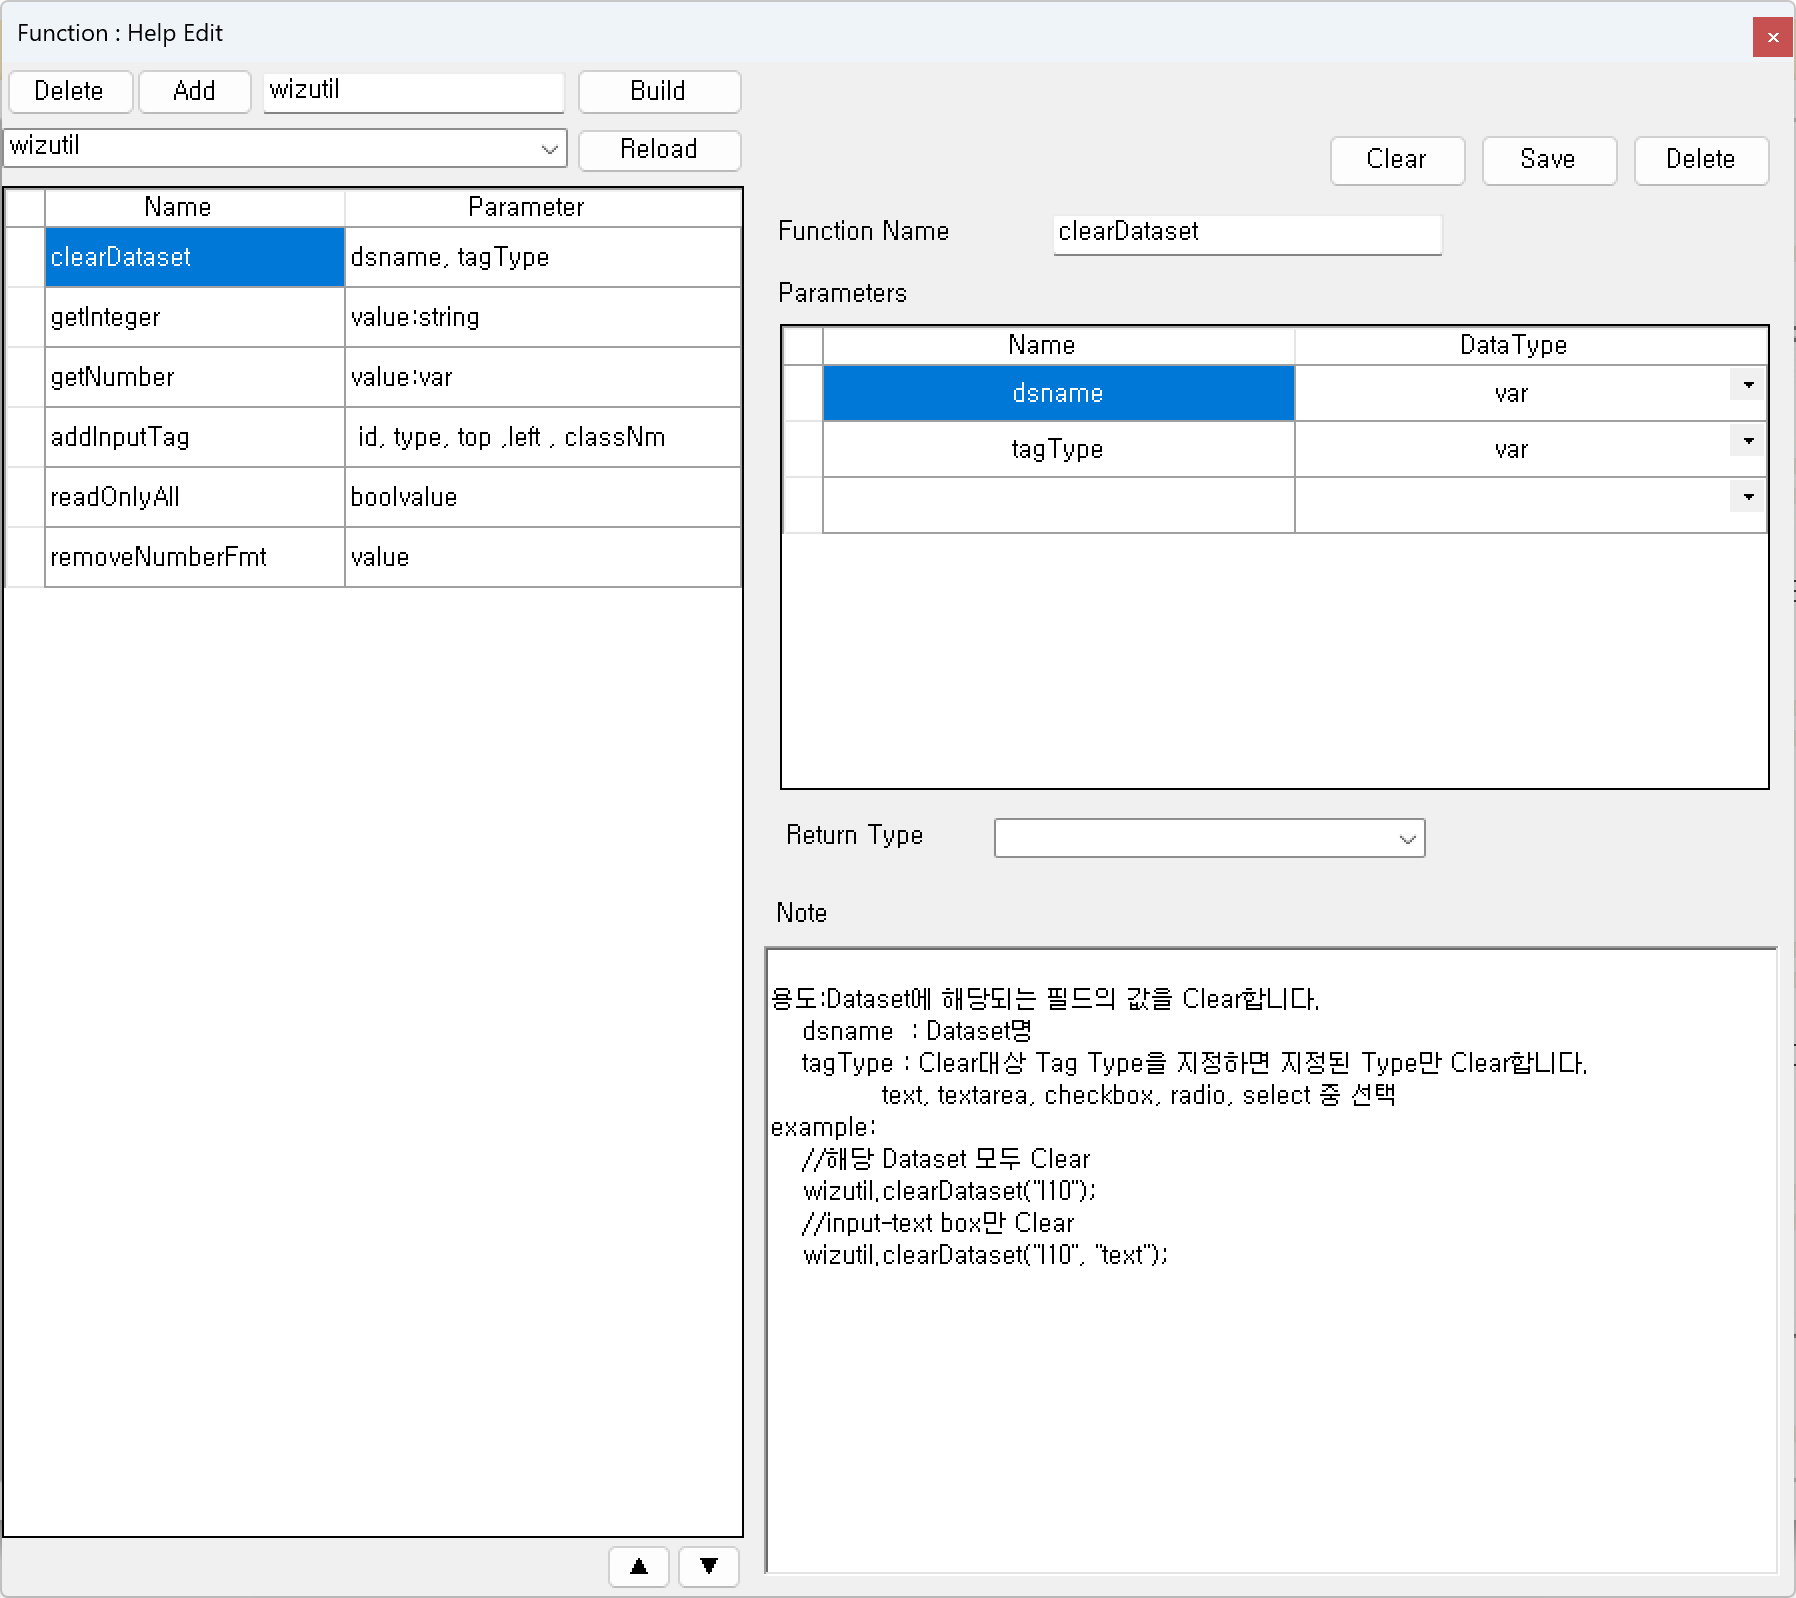 Function : Help Edit
×
Delete Add wizutil Build
wizutil Reload
Clear Save Delete
Name Parameter
clearDataset dsname, tagType
getInteger value:string
getNumber value:var
addInputTag id, type, top ,left , classNm
readOnlyAll boolvalue
removeNumberFmt value
Function Name clearDataset
Parameters
Name DataType
dsname var
tagType var
Return Type
Note
용도:Dataset에 해당되는 필드의 값을 Clear합니다.
dsname : Dataset명
tagType : Clear대상 Tag Type을 지정하면 지정된 Type만 Clear합니다.
text, textarea, checkbox, radio, select 중 선택
example:
//해당 Dataset 모두 Clear
wizutil.clearDataset("I10");
//input-text box만 Clear
wizutil.clearDataset("I10", "text");
▲ ▼